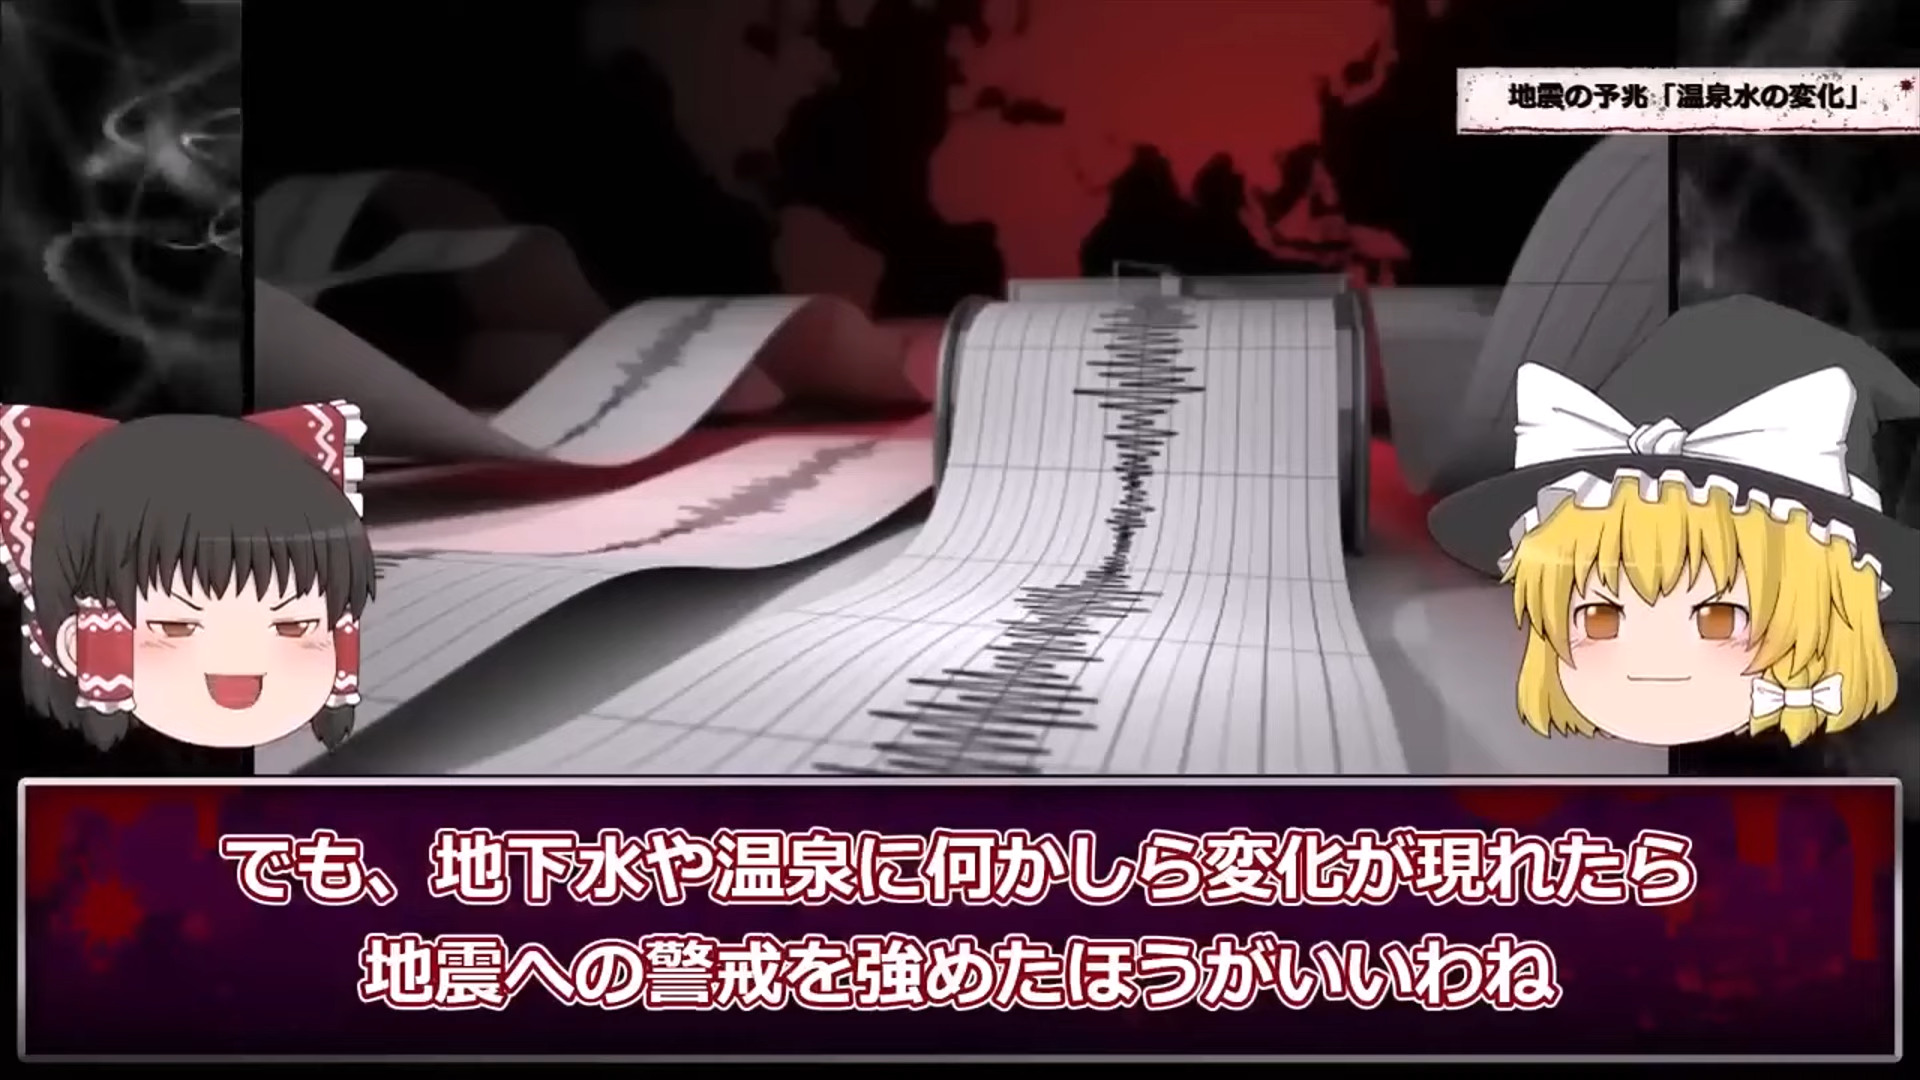 地震の予兆「温泉水の変化」
でも、地下水や温泉に何かしら変化が現れたら
地震への警戒を強めたほうがいいわね